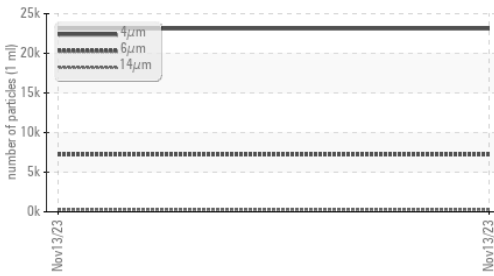 25k
4μm
6μm
14μm
20k
15k
10k
5k
0k
number of particles (1 ml)
Nov13/23
Nov13/23